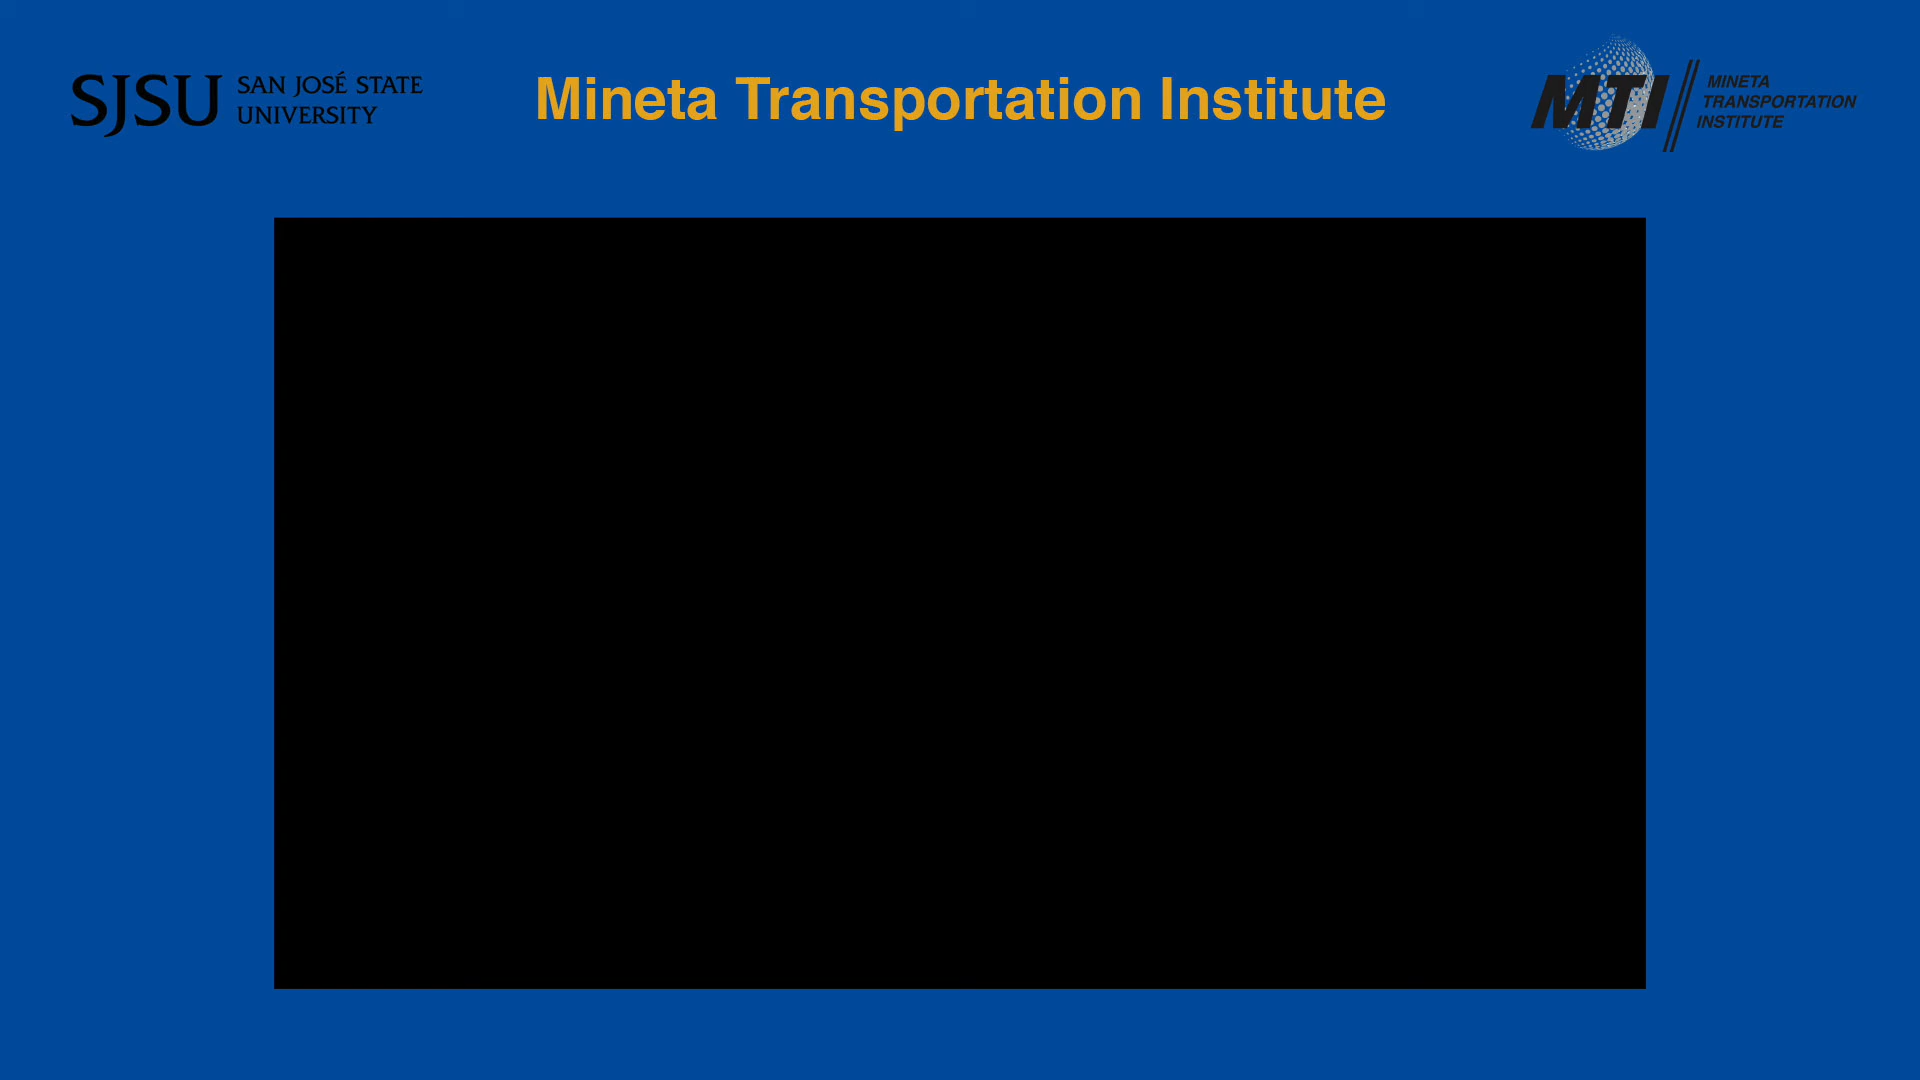 SJSU
SAN JOSÉ STATE
UNIVERSITY
Mineta Transportation Institute
MTI
MINETA
TRANSPORTATION
INSTITUTE